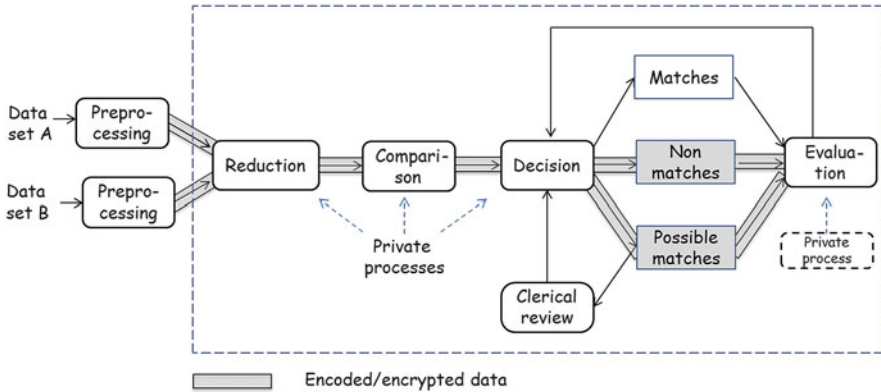 Data
set A
Prepro-
cessing
Data
set B
Prepro-
cessing
Reduction
Compari-
son
Decision
Matches
Non
matches
Possible
matches
Evalua-
tion
Private
processes
Private
process
Clerical
review
Encoded/encrypted data